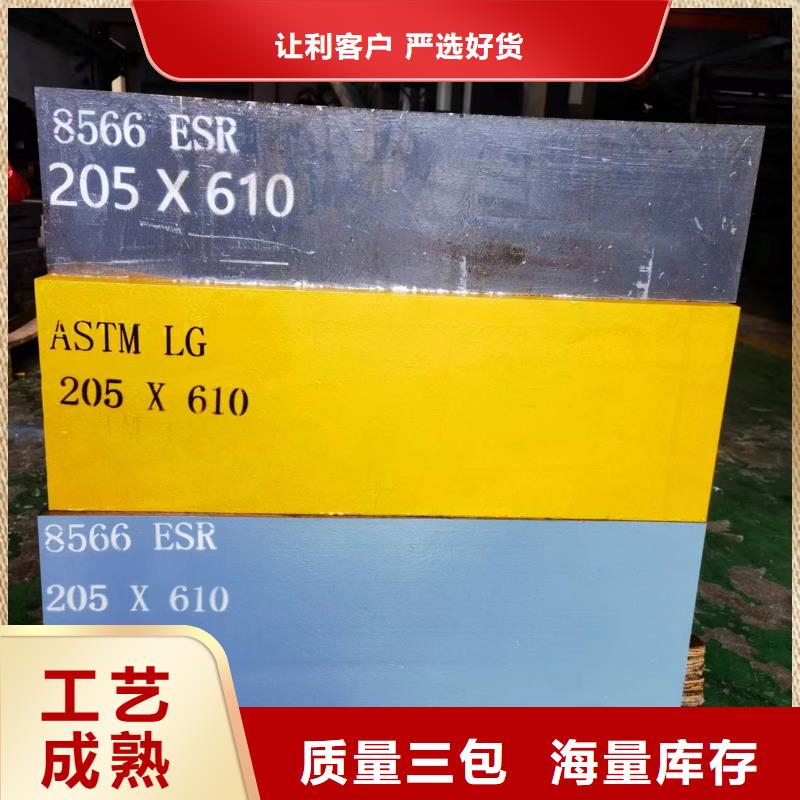 让利客户 严选好货
8566 ESR
205 X 610
ASTM LG
205 X 610
8566 ESR
205 X 610
工艺
成熟
质量三包 海量库存